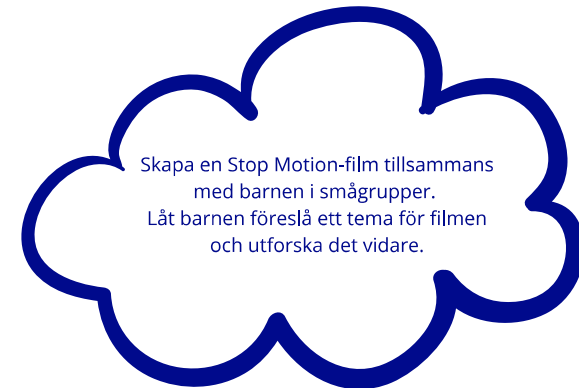 Skapa en Stop Motion-film tillsammans
med barnen i smågrupper.
Låt barnen föreslå ett tema för filmen
och utforska det vidare.